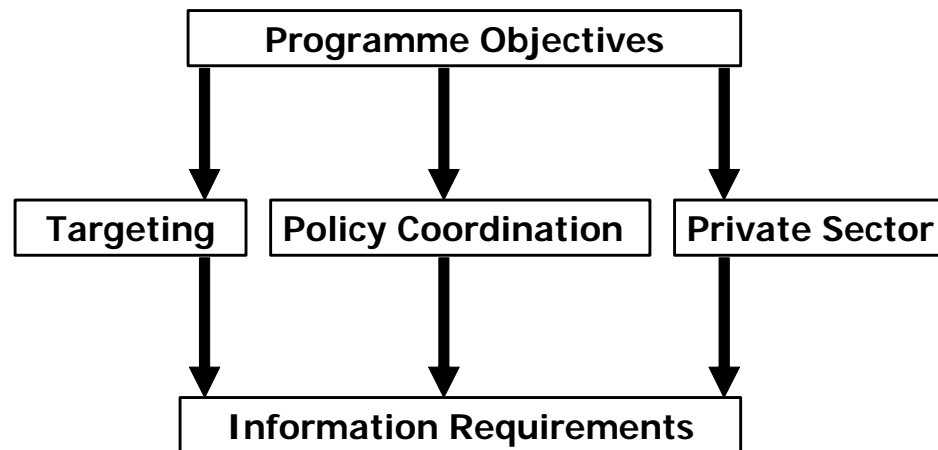 Programme Objectives
Targeting
Policy Coordination
Private Sector
Information Requirements